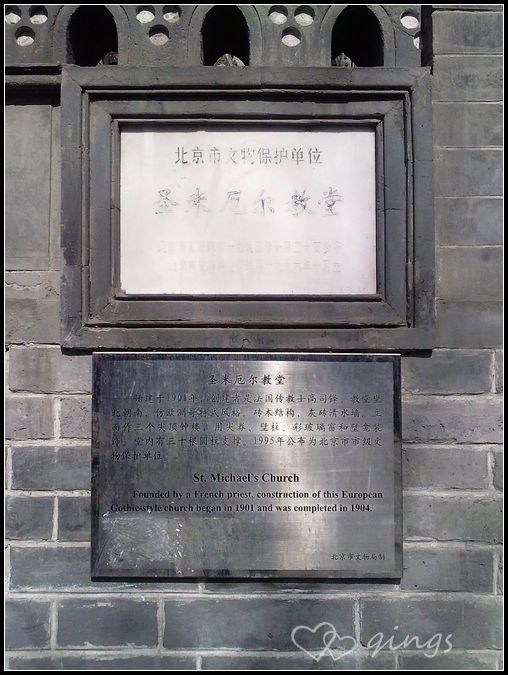 北京市文物保护单位
圣米厄尔教堂
圣米厄尔教堂
始建于1901年，创建者是法国传教士高司铎。教堂坐
北朝南，仿欧洲哥特式风格，砖木结构，灰砖清水墙，立
面作三个尖顶钟楼，用尖券、壁柱、彩玻璃窗和壁龛装
饰。堂内有三十根圆柱支撑。1995年公布为北京市市级文
物保护单位。
St. Michael's Church
Founded by a French priest, construction of this European
Gothic-style church began in 1901 and was completed in 1904.
北京市文物局制
qings